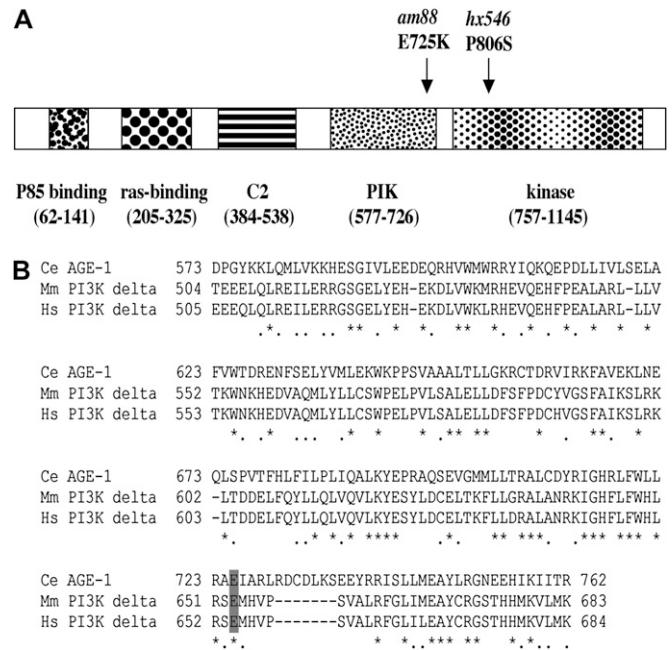 A
am88 hx546
E725K P806S
P85 binding ras-binding C2 PIK kinase
(62-141) (205-325) (384-538) (577-726) (757-1145)
B
Ce AGE-1 573 DPGYKKLQMLVKKHESGIVLEEDEQRHVWMWRRYIQKQEPDLLIVLSELA
Mm PI3K delta 504 TEEELQLREILERRGSGELYEH-EKDLVWKMRHEVQEHFPEALARL-LLV
Hs PI3K delta 505 EEEQLQLREILERRGSGELYEH-EKDLVWKLRHEVQEHFPEALARL-LLV
Ce AGE-1 623 FVWTDRENFSELYVMLEKWKPPSVAAALTLLGKRCTDRVIRKFAVEKLNE
Mm PI3K delta 552 TKWNKHEDVAQMLYLLCSWPELPVLSALELLDFSFPDCYVGSFAIKSLRK
Hs PI3K delta 553 TKWNKHEDVAQMLYLLCSWPELPVLSALELLDFSFPDCHVGSFAIKSLRK
Ce AGE-1 673 QLSPVTFHLFILPLIQALKYEPRAQSEVGMMLLTRALCDYRIGHRLFWLL
Mm PI3K delta 602 -LTDDELFQYLLQLVQVLKYESYLDCELTKFLLGRALANRKIGHFLFWHL
Hs PI3K delta 603 -LTDDELFQYLLQLVQVLKYESYLDCELTKFLLDRALANRKIGHFLFWHL
Ce AGE-1 723 RAEIARLRDCDLKSEEYRRISLLMEAYLRGNEEHIKIITR 762
Mm PI3K delta 651 RSEMHVP-------SVALRFGLIMEAYCRGSTHHMKVLMK 683
Hs PI3K delta 652 RSEMHVP-------SVALRFGLILEAYCRGSTHHMKVLMK 684